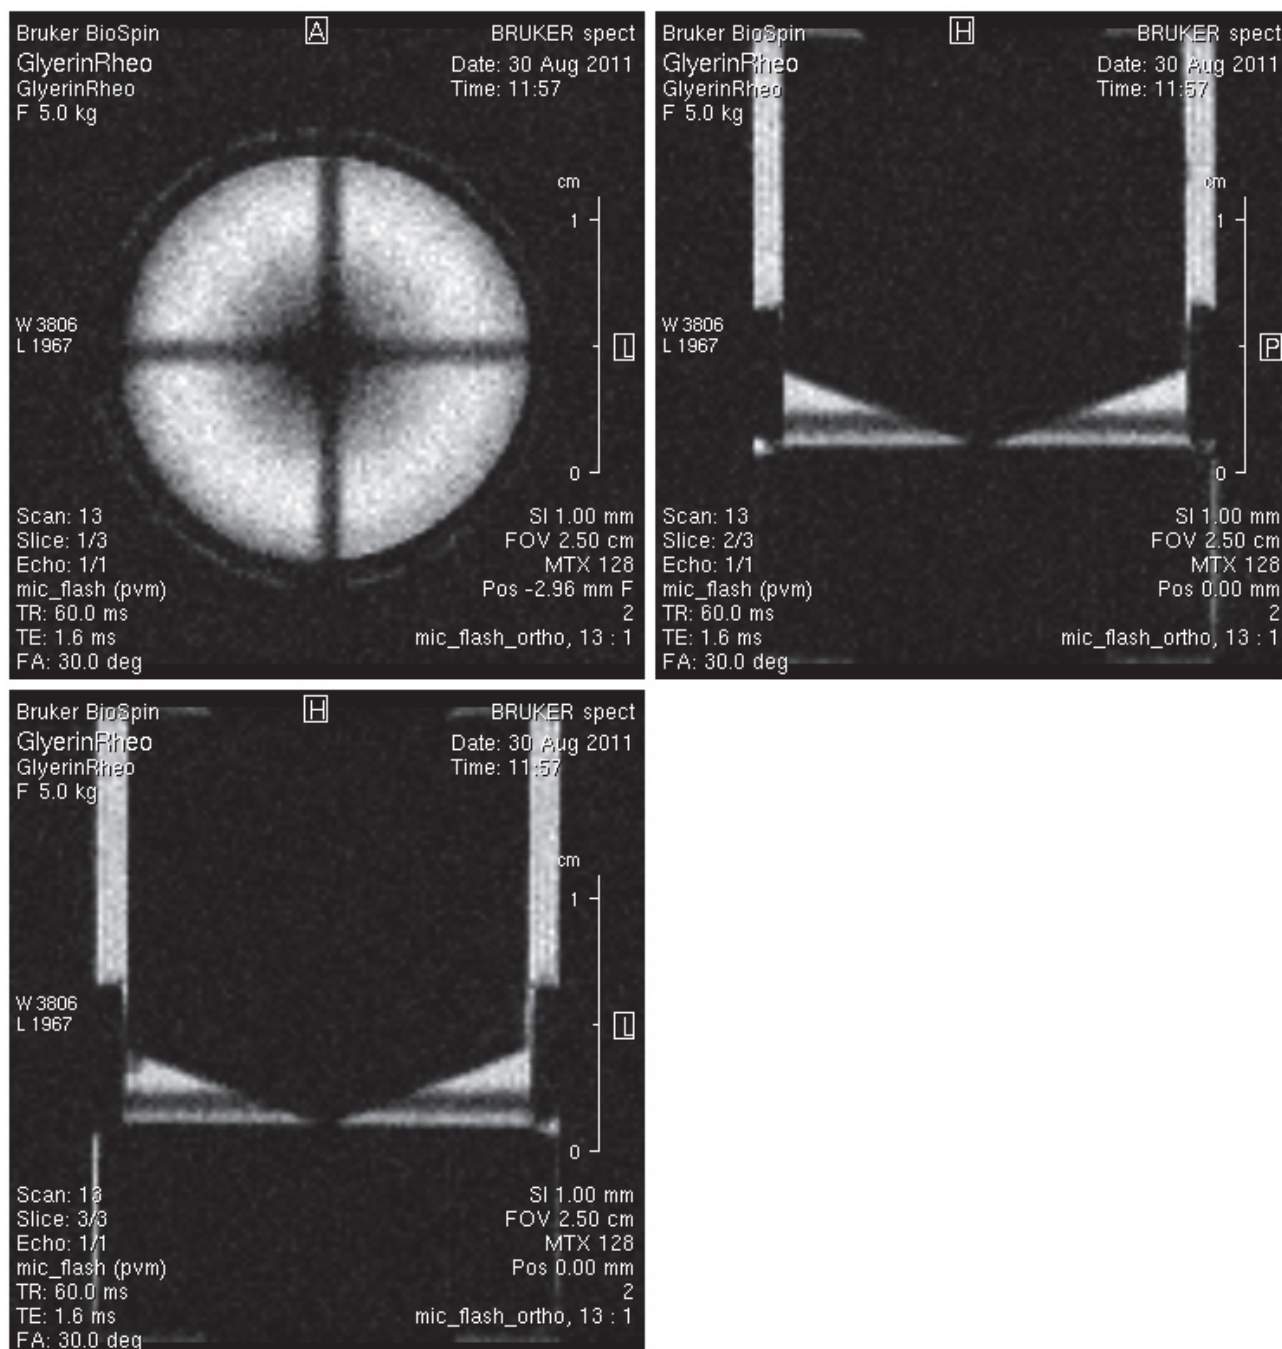 Bruker BioSpin A BRUKER spect
GlyerinRheo Date: 30 Aug 2011
GlyerinRheo Time: 11:57
F 5.0 kg
cm
1
W 3806
L 1967 L
0
Scan: 13 SI 1.00 mm
Slice: 1/3 FOV 2.50 cm
Echo: 1/1 MTX 128
mic_flash (pvm) Pos -2.96 mm F
TR: 60.0 ms 2
TE: 1.6 ms mic_flash_ortho, 13 : 1
FA: 30.0 deg
Bruker BioSpin H BRUKER spect
GlyerinRheo Date: 30 Aug 2011
GlyerinRheo Time: 11:57
F 5.0 kg
cm
1
W 3806
L 1967 P
0
Scan: 13 SI 1.00 mm
Slice: 2/3 FOV 2.50 cm
Echo: 1/1 MTX 128
mic_flash (pvm) Pos 0.00 mm
TR: 60.0 ms 2
TE: 1.6 ms mic_flash_ortho, 13 : 1
FA: 30.0 deg
Bruker BioSpin H BRUKER spect
GlyerinRheo Date: 30 Aug 2011
GlyerinRheo Time: 11:57
F 5.0 kg
cm
1
W 3806
L 1967 L
0
Scan: 13 SI 1.00 mm
Slice: 3/3 FOV 2.50 cm
Echo: 1/1 MTX 128
mic_flash (pvm) Pos 0.00 mm
TR: 60.0 ms 2
TE: 1.6 ms mic_flash_ortho, 13 : 1
FA: 30.0 deg